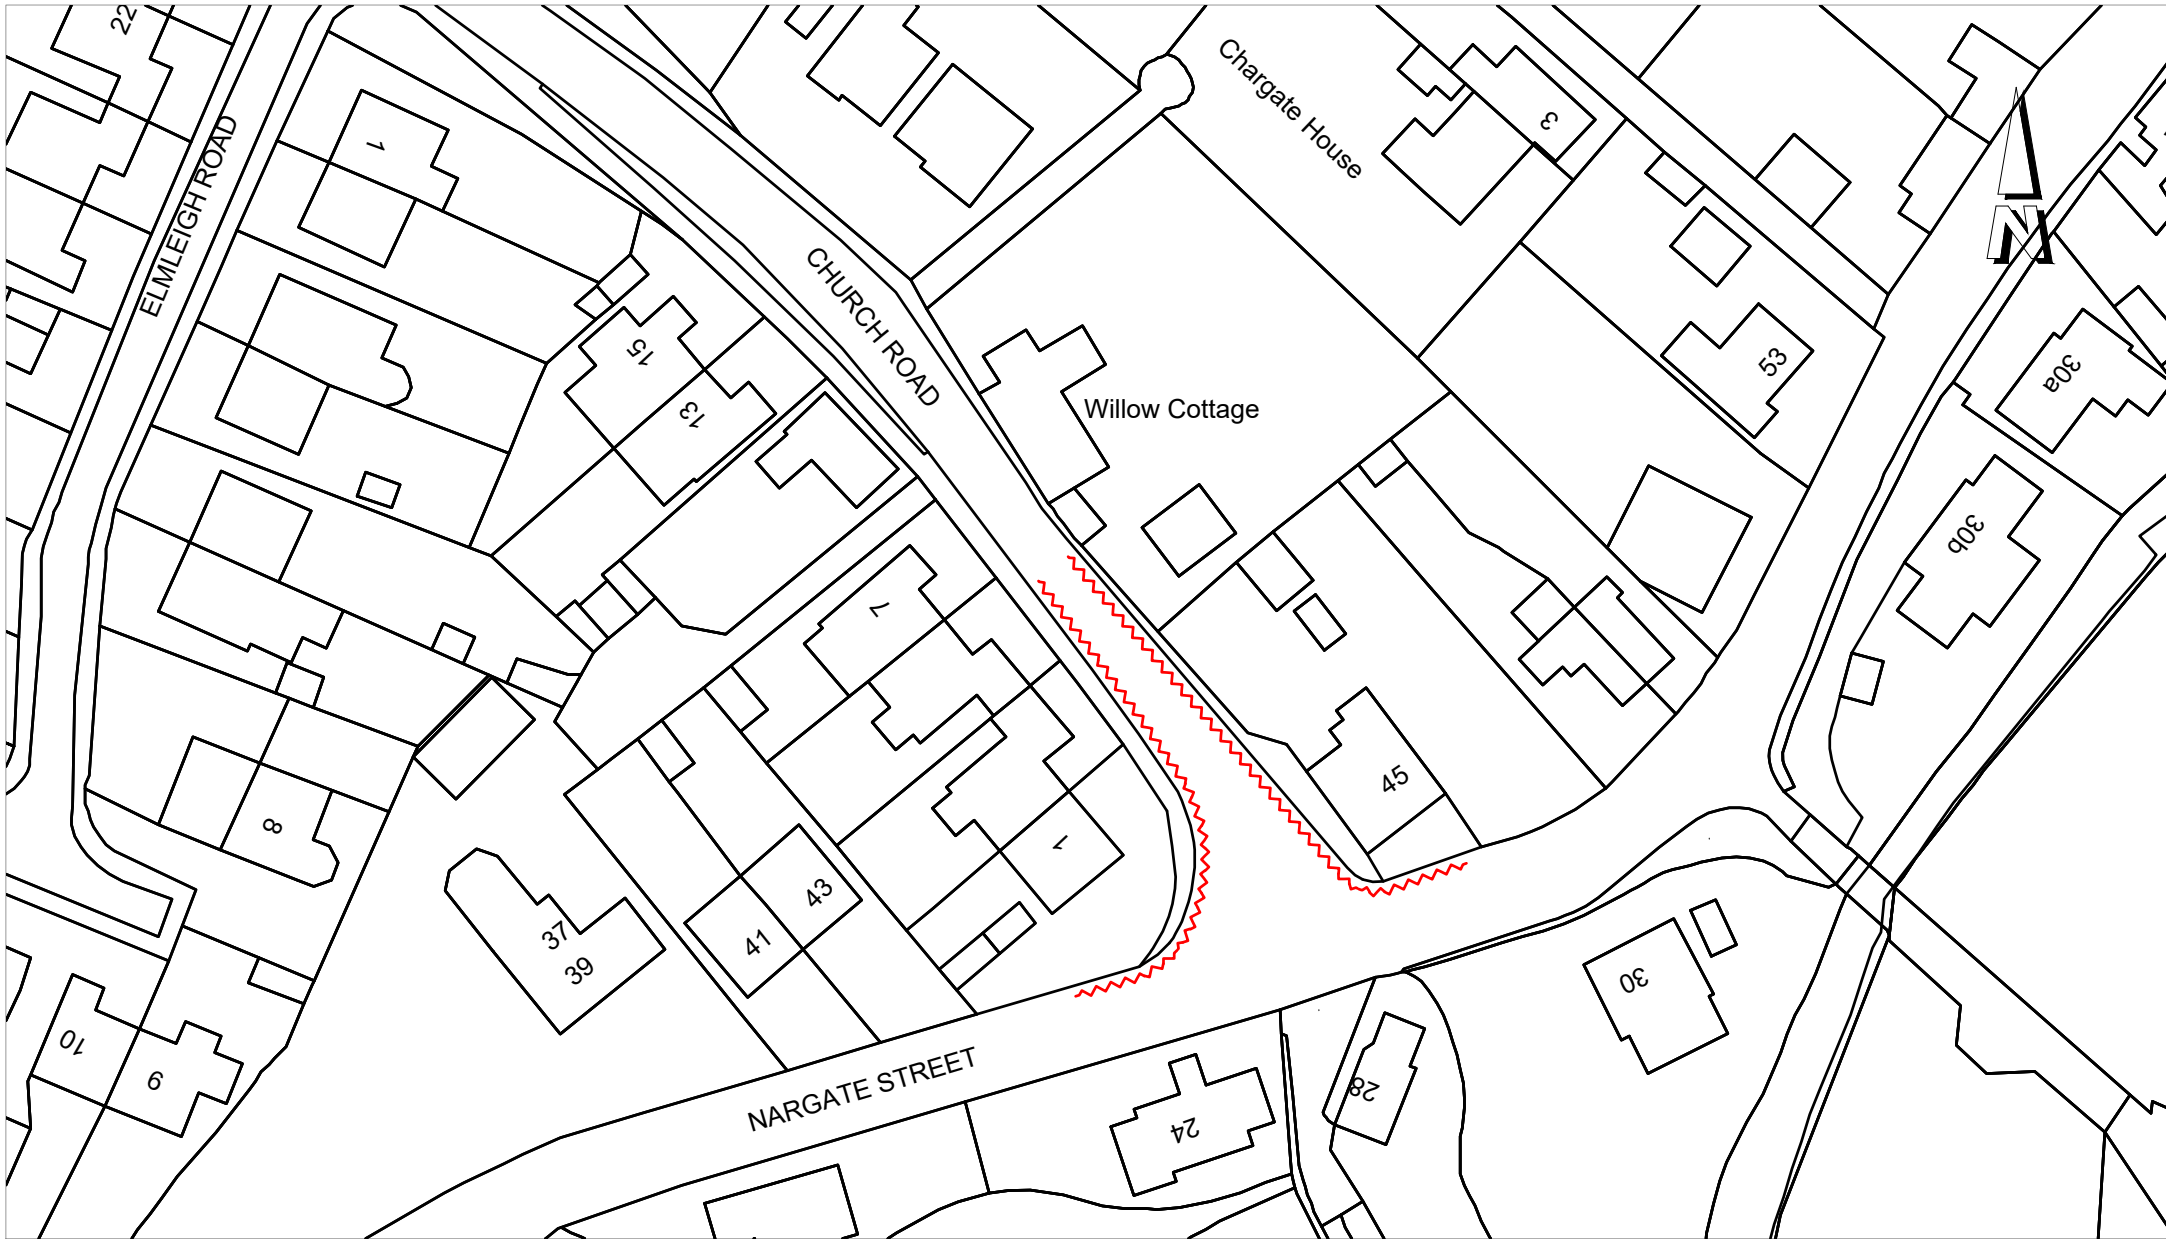 22
ELMLEIGH ROAD
1
CHURCH ROAD
Chargate House
3
N
15
13
Willow Cottage
53
30a
30b
7
45
1
8
37
39
41
43
10
9
30
28
24
NARGATE STREET